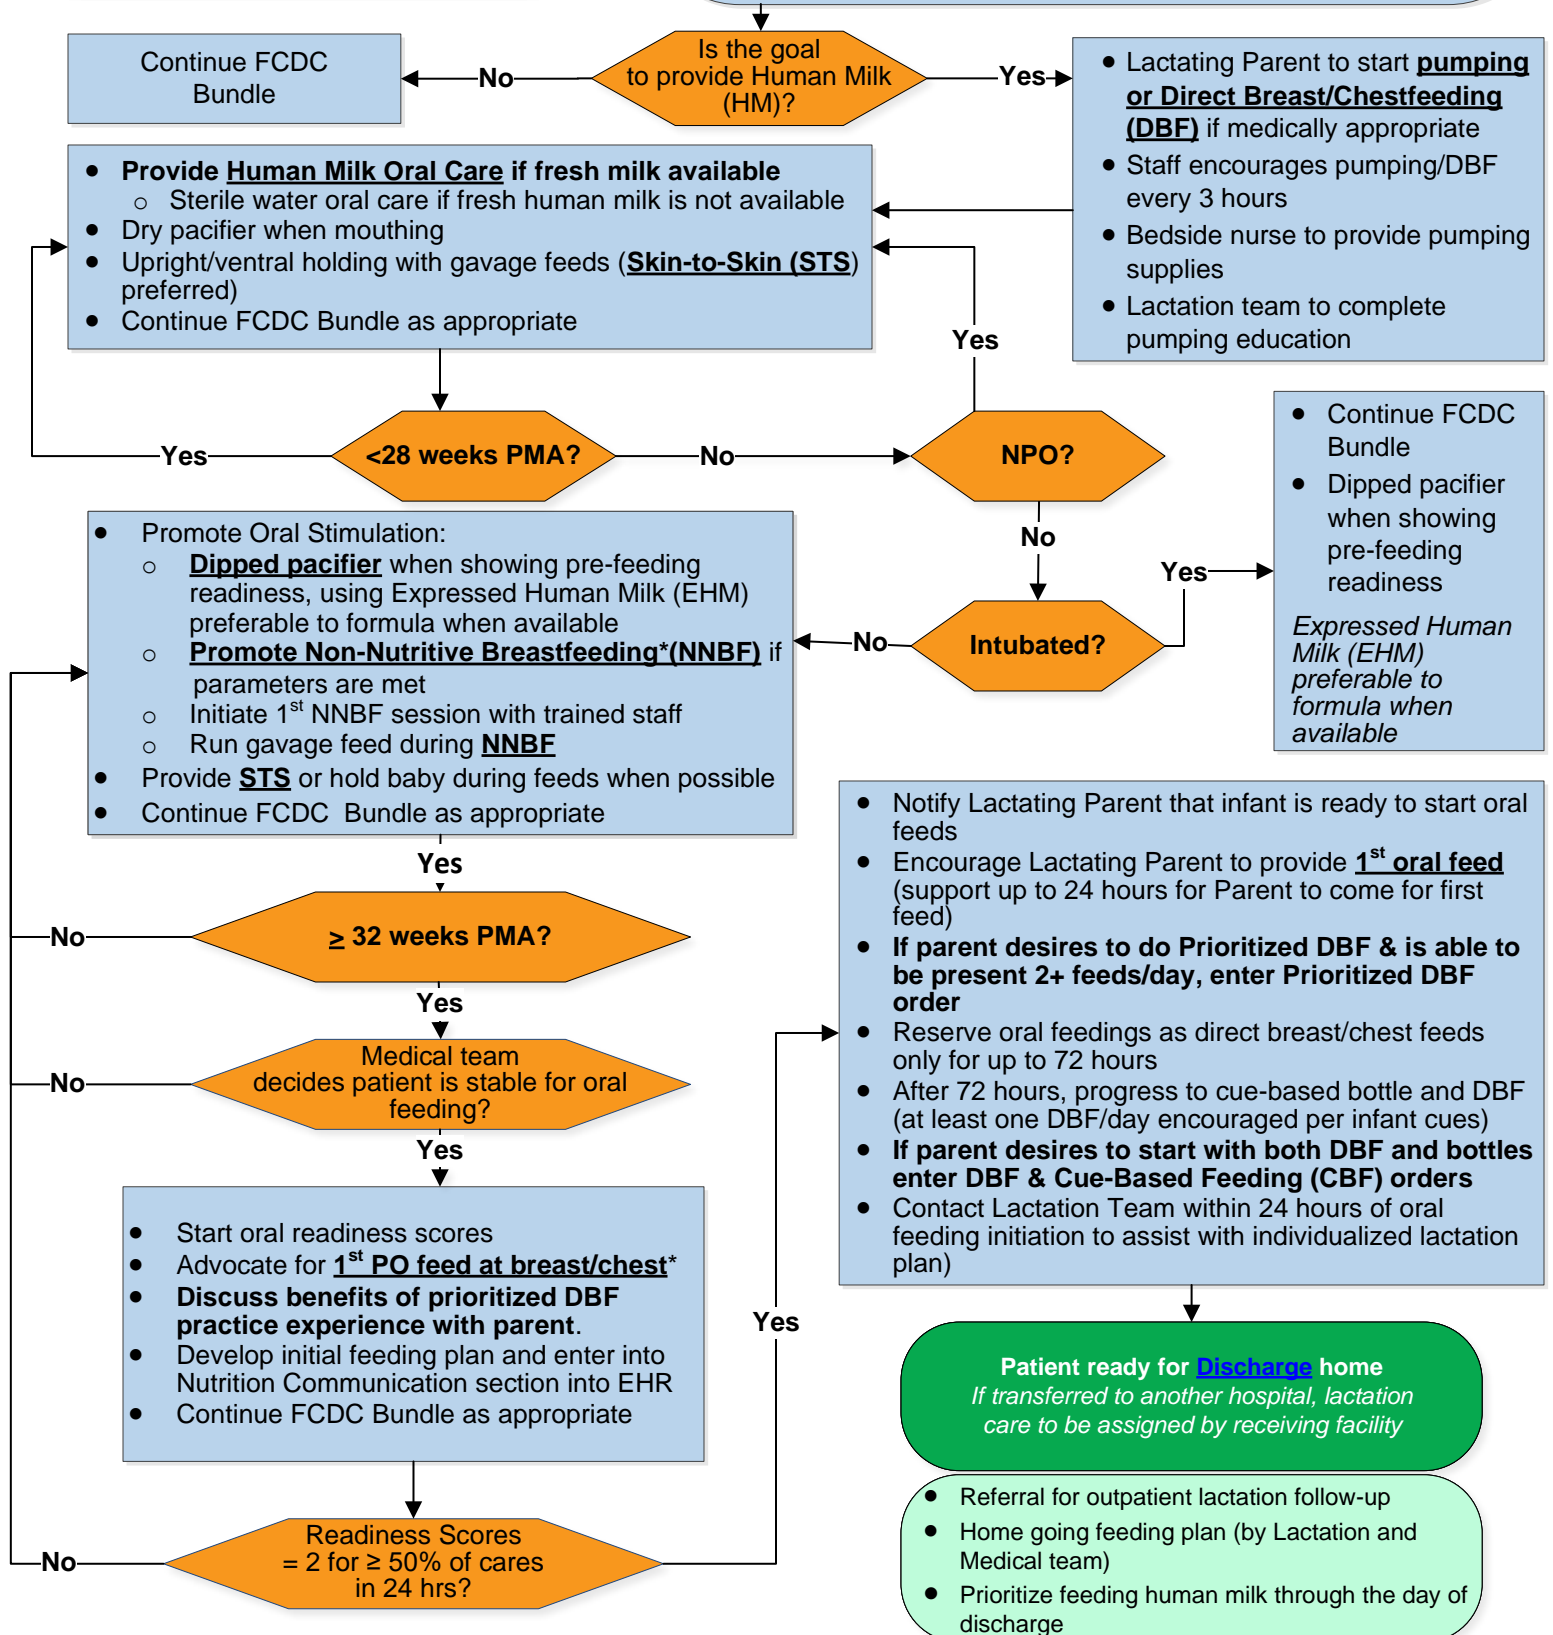 Is the goal
to provide Human Milk
(HM)?
No
Yes
Continue FCDC
Bundle
• Lactating Parent to start pumping
or Direct Breast/Chestfeeding
(DBF) if medically appropriate
• Staff encourages pumping/DBF
every 3 hours
• Bedside nurse to provide pumping
supplies
• Lactation team to complete
pumping education
• Provide Human Milk Oral Care if fresh milk available
o Sterile water oral care if fresh human milk is not available
• Dry pacifier when mouthing
• Upright/ventral holding with gavage feeds (Skin-to-Skin (STS)
preferred)
• Continue FCDC Bundle as appropriate
Yes
<28 weeks PMA?
Yes
No
NPO?
No
Intubated?
Yes
No
• Continue FCDC
Bundle
• Dipped pacifier
when showing
pre-feeding
readiness
Expressed Human
Milk (EHM)
preferable to
formula when
available
• Promote Oral Stimulation:
o Dipped pacifier when showing pre-feeding
readiness, using Expressed Human Milk (EHM)
preferable to formula when available
o Promote Non-Nutritive Breastfeeding*(NNBF) if
parameters are met
o Initiate 1st NNBF session with trained staff
o Run gavage feed during NNBF
• Provide STS or hold baby during feeds when possible
• Continue FCDC  Bundle as appropriate
Yes
≥ 32 weeks PMA?
No
Yes
Medical team
decides patient is stable for oral
feeding?
No
Yes
• Start oral readiness scores
• Advocate for 1st PO feed at breast/chest*
• Discuss benefits of prioritized DBF
practice experience with parent.
• Develop initial feeding plan and enter into
Nutrition Communication section into EHR
• Continue FCDC Bundle as appropriate
Readiness Scores
= 2 for ≥ 50% of cares
in 24 hrs?
No
Yes
• Notify Lactating Parent that infant is ready to start oral
feeds
• Encourage Lactating Parent to provide 1st oral feed
(support up to 24 hours for Parent to come for first
feed)
• If parent desires to do Prioritized DBF & is able to
be present 2+ feeds/day, enter Prioritized DBF
order
• Reserve oral feedings as direct breast/chest feeds
only for up to 72 hours
• After 72 hours, progress to cue-based bottle and DBF
(at least one DBF/day encouraged per infant cues)
• If parent desires to start with both DBF and bottles
enter DBF & Cue-Based Feeding (CBF) orders
• Contact Lactation Team within 24 hours of oral
feeding initiation to assist with individualized lactation
plan)
Patient ready for Discharge home
If transferred to another hospital, lactation
care to be assigned by receiving facility
• Referral for outpatient lactation follow-up
• Home going feeding plan (by Lactation and
Medical team)
• Prioritize feeding human milk through the day of
discharge